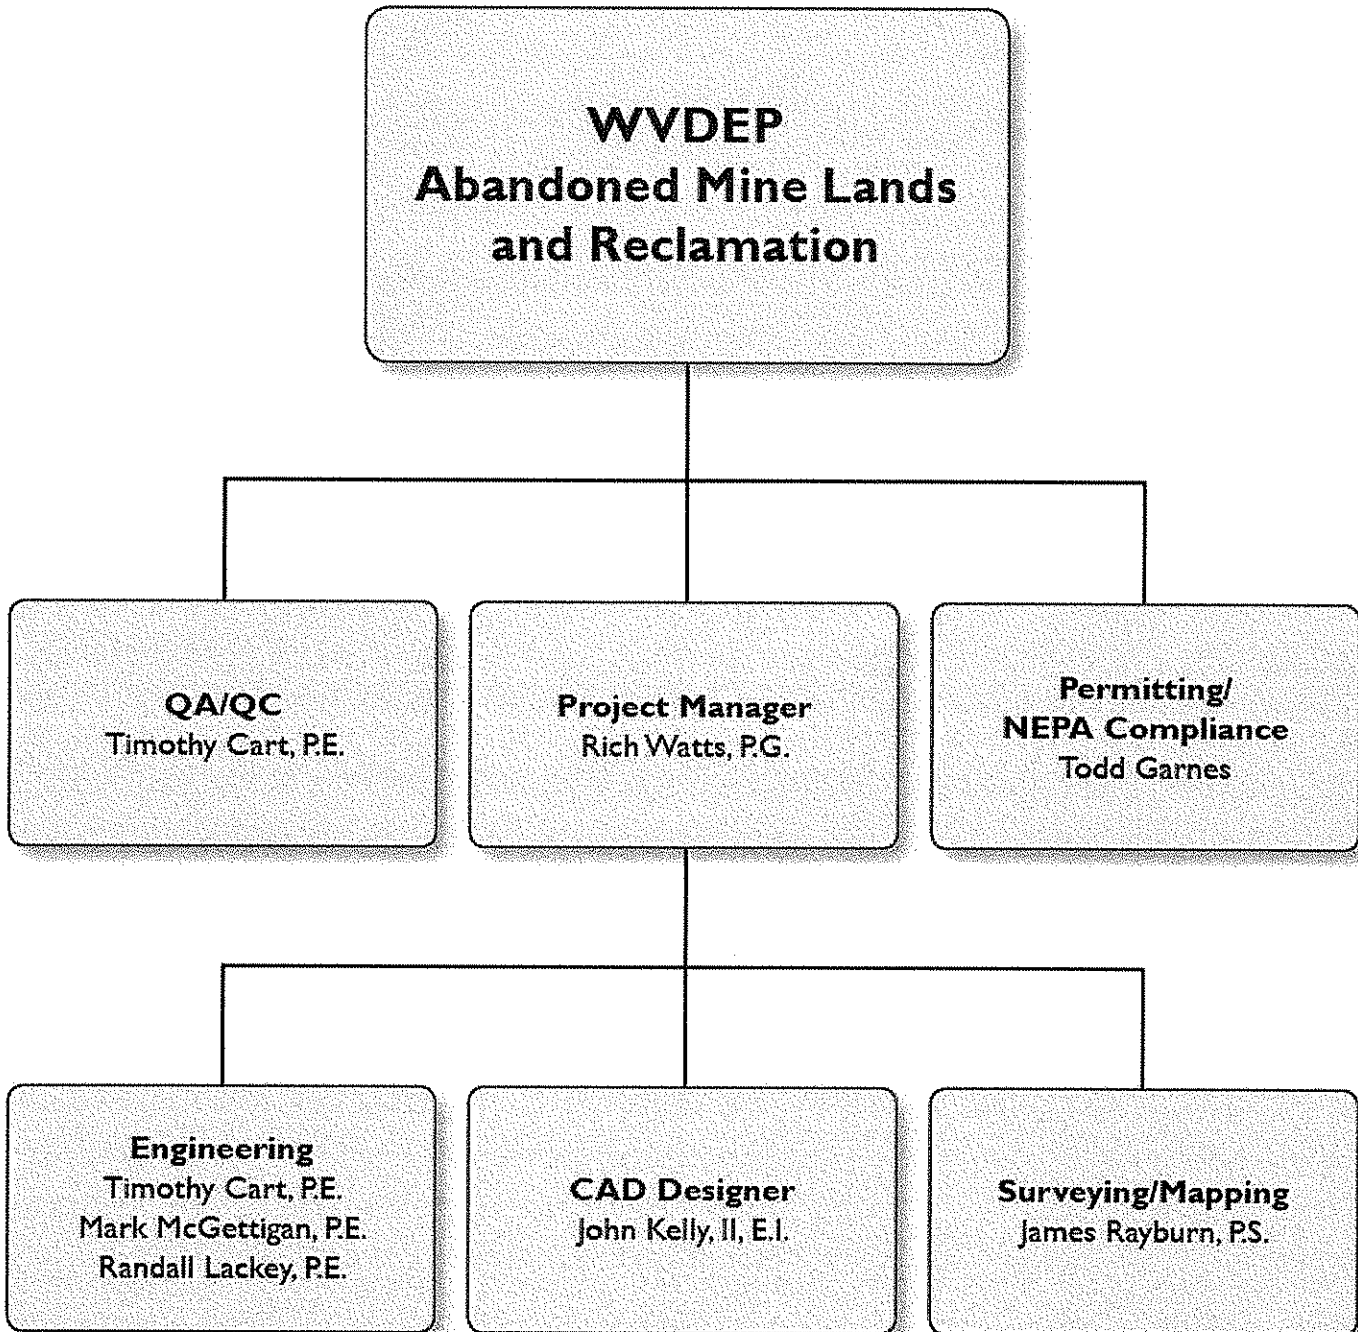 WVDEP
Abandoned Mine Lands
and Reclamation
QA/QC
Timothy Cart, P.E.
Project Manager
Rich Watts, P.G.
Permitting/
NEPA Compliance
Todd Garnes
Engineering
Timothy Cart, P.E.
Mark McGettigan, P.E.
Randall Lackey, P.E.
CAD Designer
John Kelly, II, E.I.
Surveying/Mapping
James Rayburn, P.S.